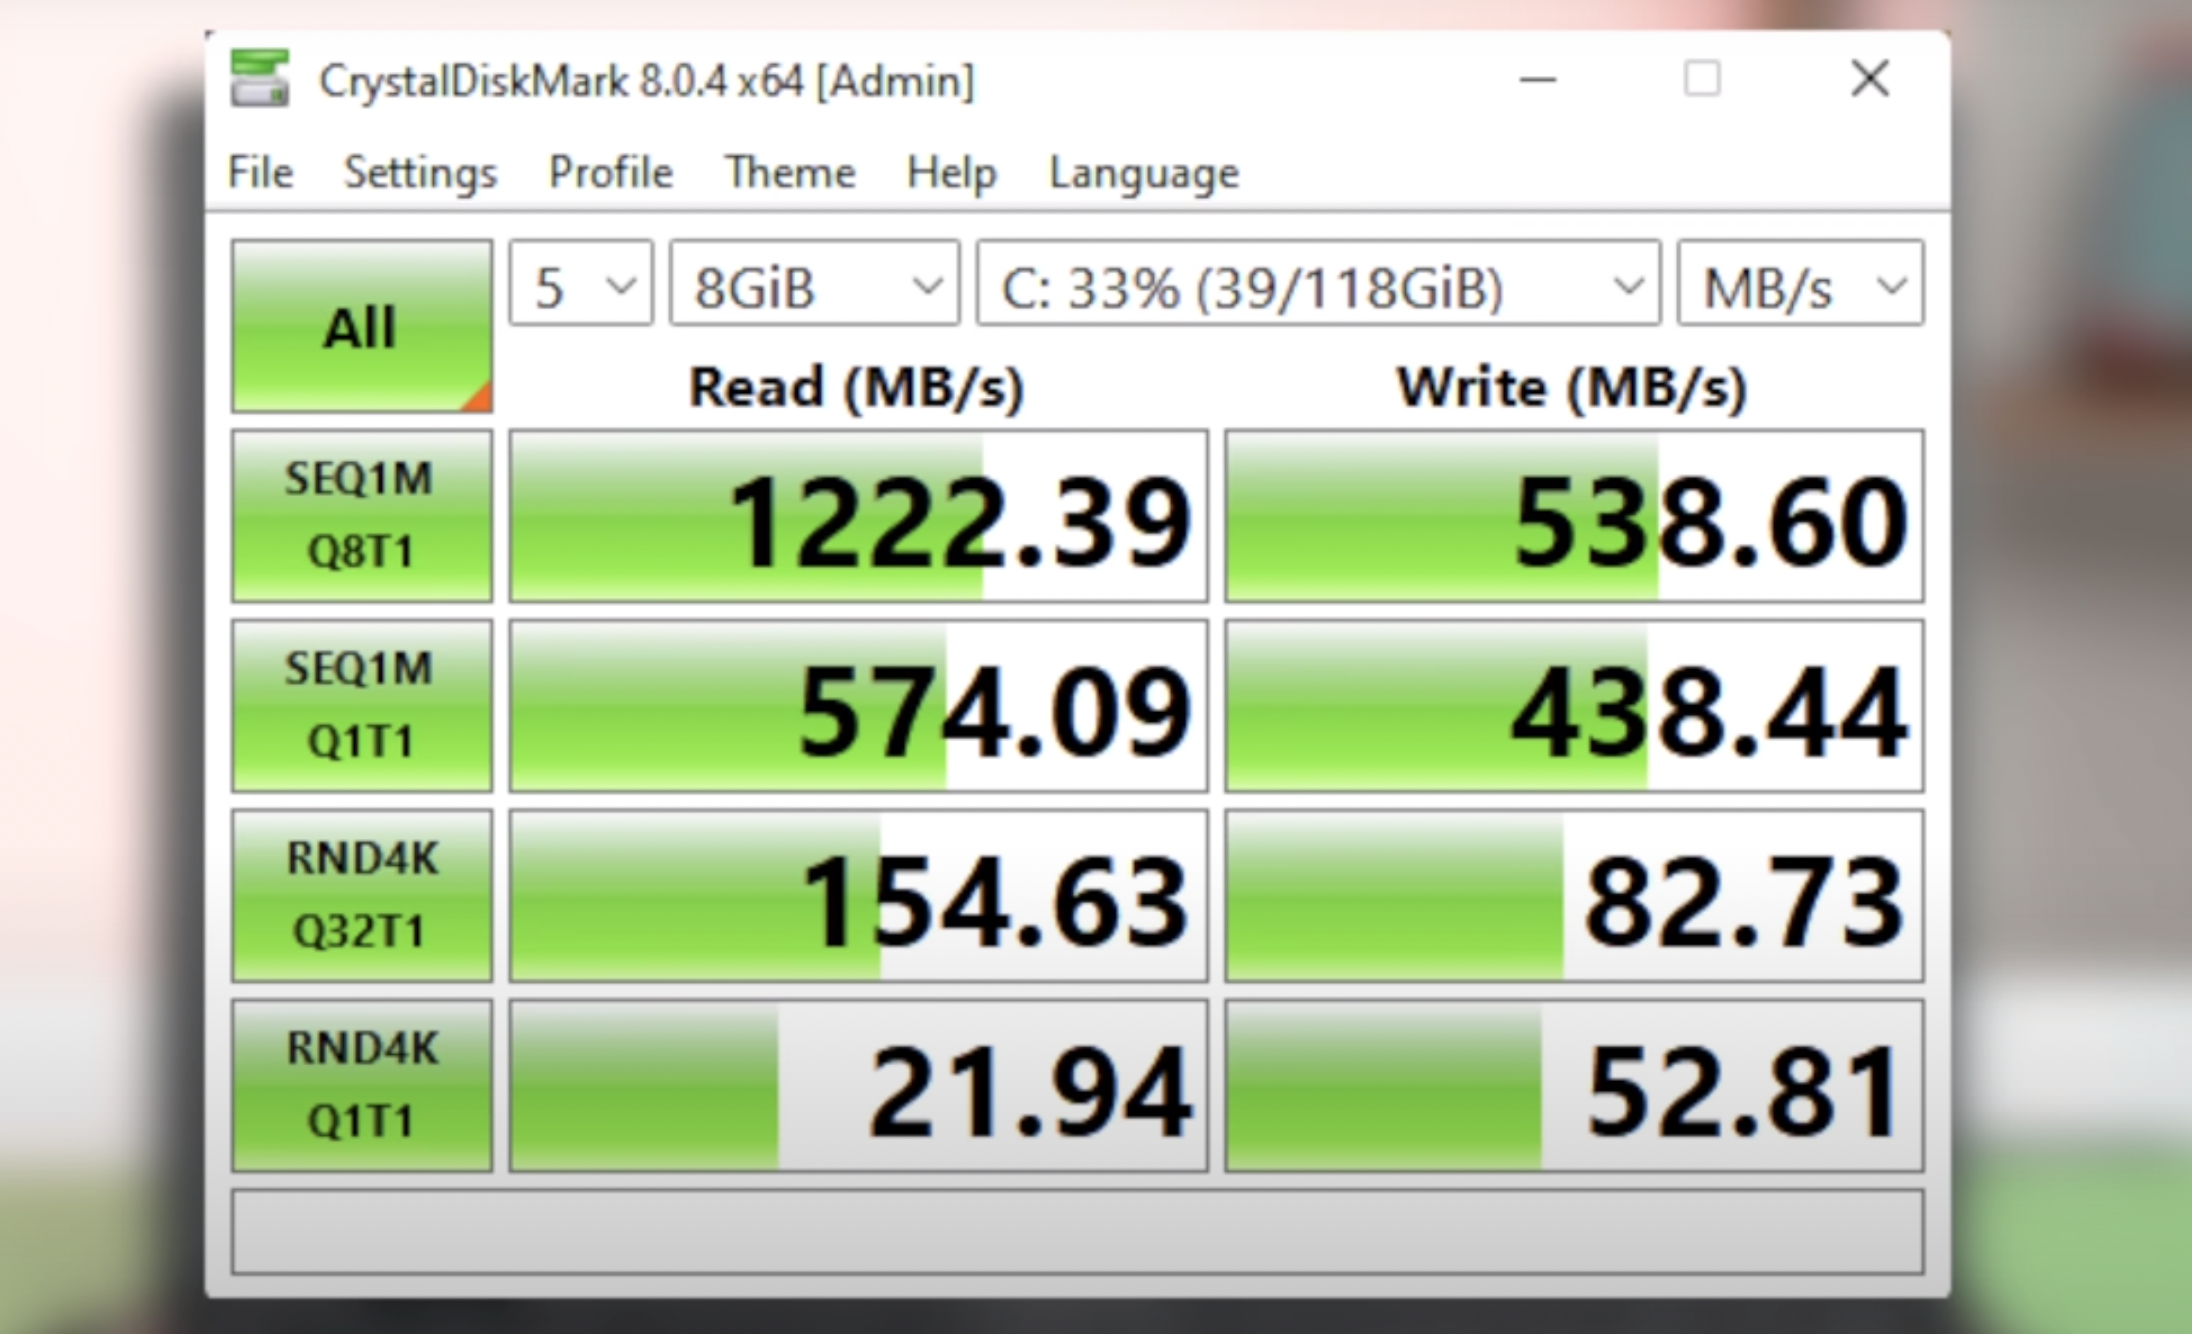 CrystalDiskMark 8.0.4 x64 [Admin]
File Settings Profile Theme Help Language
All 5 8GiB C: 33% (39/118GiB) MB/s
Read (MB/s) Write (MB/s)
SEQ1M
Q8T1
1222.39 538.60
SEQ1M
Q1T1
574.09 438.44
RND4K
Q32T1
154.63 82.73
RND4K
Q1T1
21.94 52.81